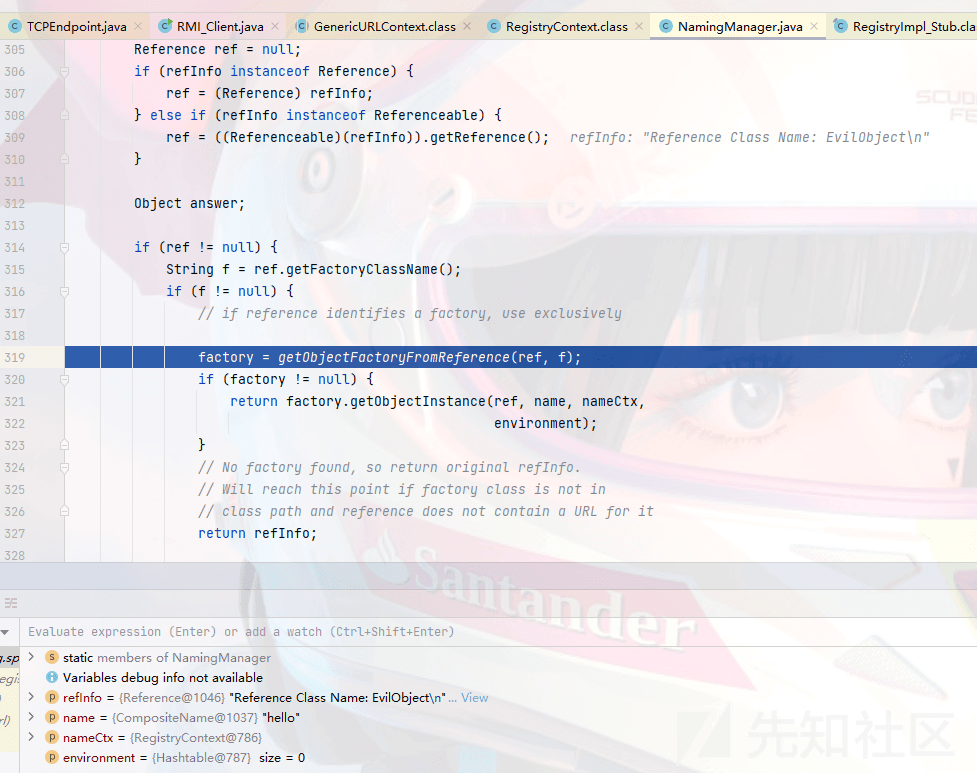 TCPEndpoint.java RMI_Client.java GenericURLContext.class RegistryContext.class NamingManager.java RegistryImpl_Stub.cla
SCUD
FE
305 Reference ref = null;
306 if (refInfo instanceof Reference) {
307 ref = (Reference) refInfo;
308 } else if (refInfo instanceof Referenceable) {
309 ref = ((Referenceable)(refInfo)).getReference(); refInfo: "Reference Class Name: EvilObject\n"
310 }
311
312 Object answer;
313
314 if (ref != null) {
315 String f = ref.getFactoryClassName();
316 if (f != null) {
317 // if reference identifies a factory, use exclusively
318
319 factory = getObjectFactoryFromReference(ref, f);
320 if (factory != null) {
321 return factory.getObjectInstance(ref, name, nameCtx,
322 environment);
323 }
324 // No factory found, so return original refInfo.
325 // Will reach this point if factory class is not in
326 // class path and reference does not contain a URL for it
327 return refInfo;
328
Santander
Evaluate expression (Enter) or add a watch (Ctrl+Shift+Enter)
static members of NamingManager
Variables debug info not available
refInfo = {Reference@1046} "Reference Class Name: EvilObject\n"... View
name = {CompositeName@1037} "hello"
nameCtx = {RegistryContext@786}
environment = {Hashtable@787} size = 0
先知社区